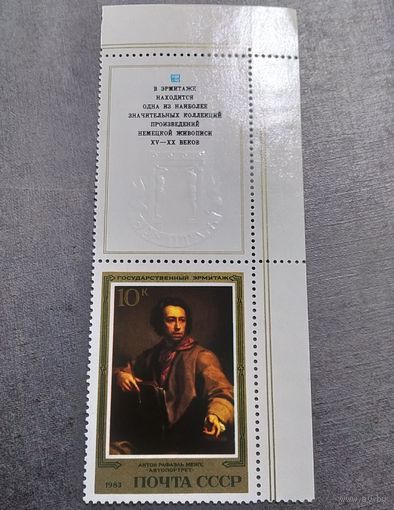 В ЭРМИТАЖЕ
НАХОДИТСЯ
ОДНА ИЗ НАИБОЛЕЕ
ЗНАЧИТЕЛЬНЫХ КОЛЛЕКЦИЙ
ПРОИЗВЕДЕНИЙ
НЕМЕЦКОЙ ЖИВОПИСИ
XV—XX ВЕКОВ
ГОСУДАРСТВЕННЫЙ ЭРМИТАЖ
10 К
АНТОН РАФАЭЛЬ МЕНГС
«АВТОПОРТРЕТ»
1983 ПОЧТА СССР